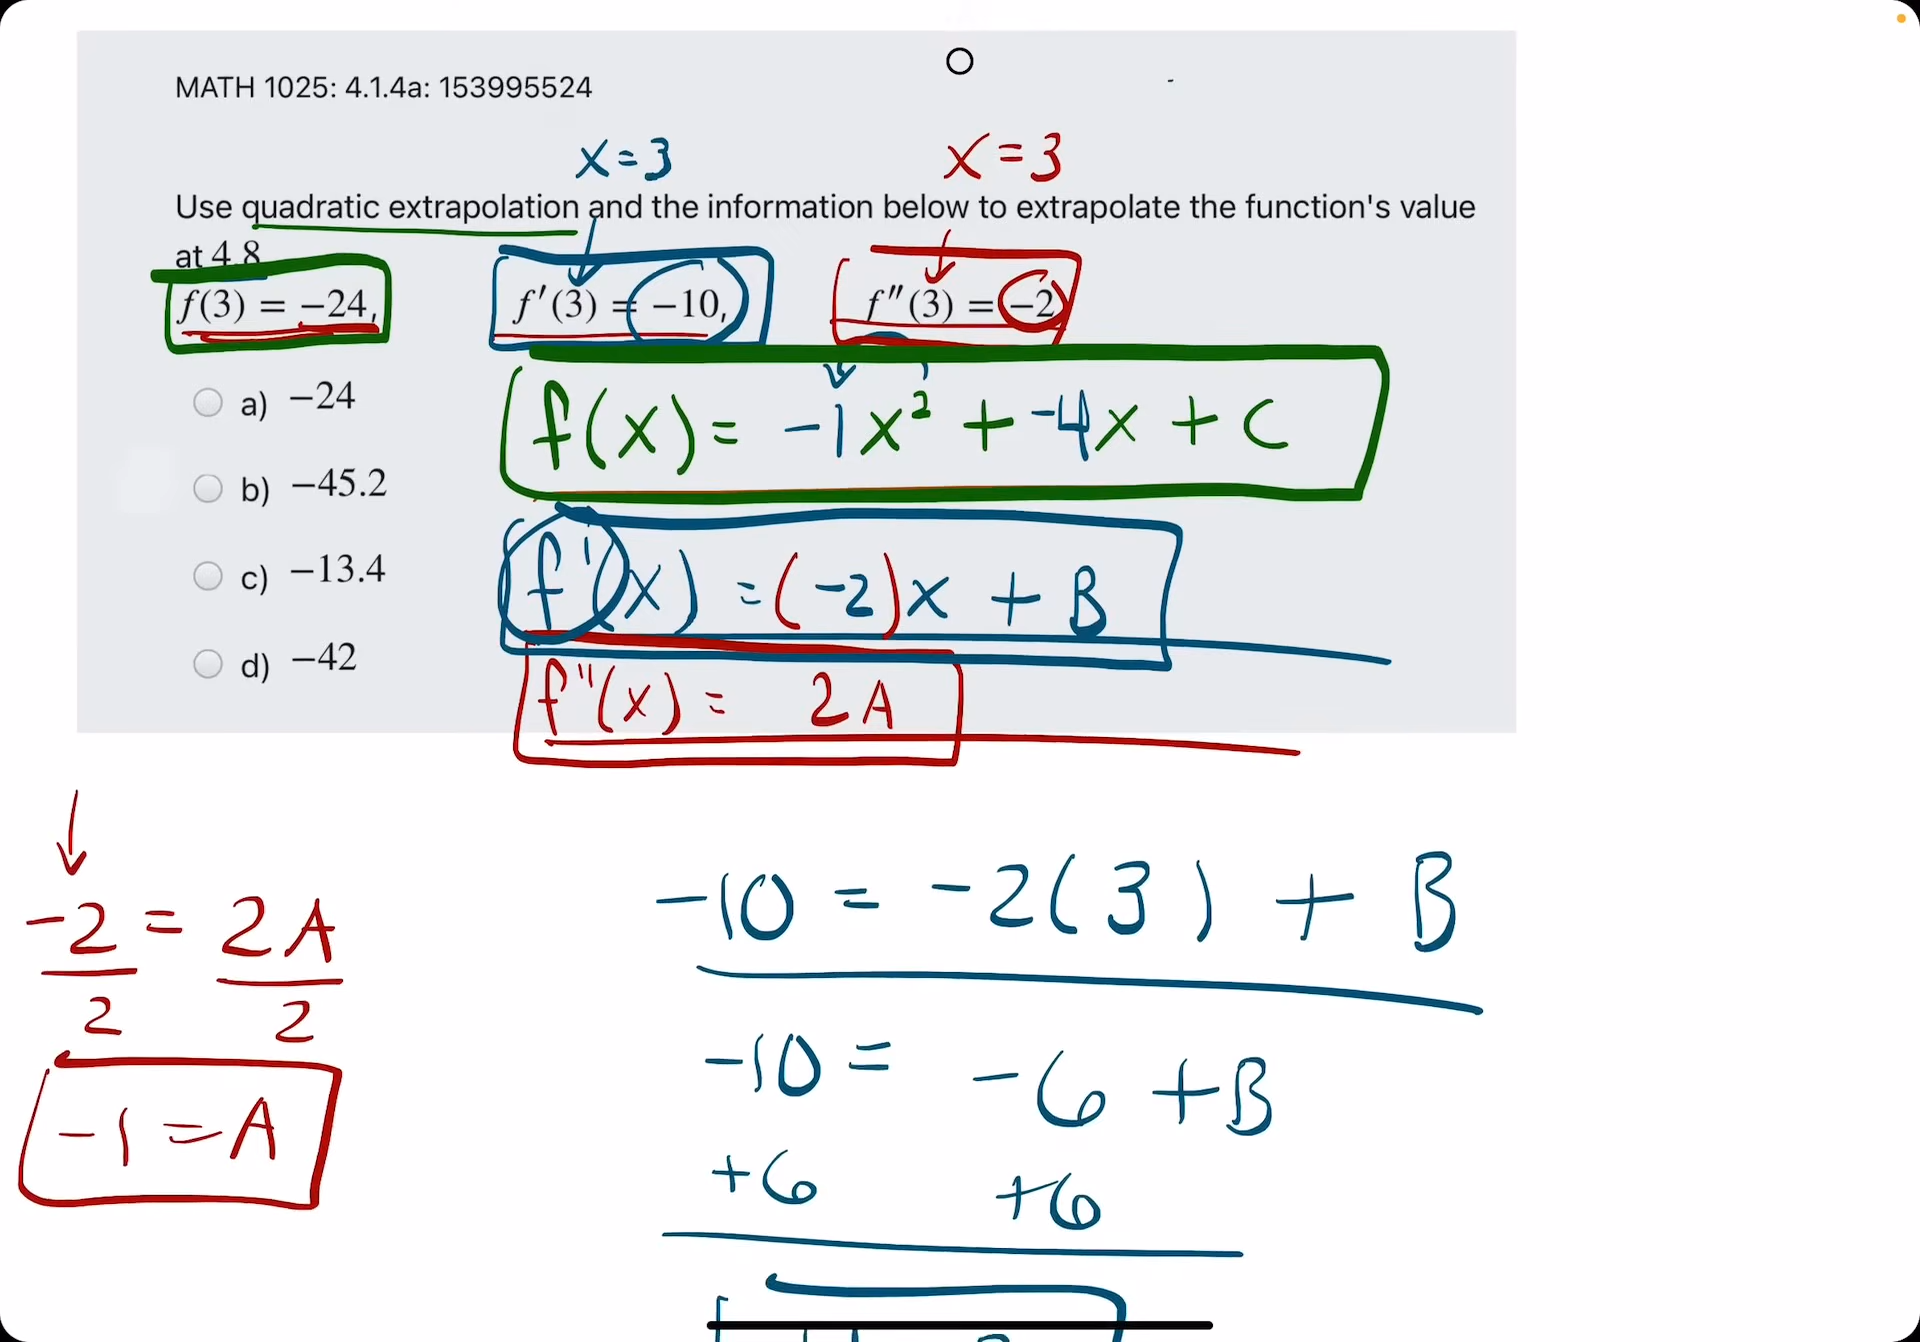 MATH 1025: 4.1.4a: 153995524
x=3
x=3
Use quadratic extrapolation and the information below to extrapolate the function's value
at 4.8
f(3) = −24, f′(3) = −10, f″(3) = −2
a) −24
f(x) = -1x² + -4x + C
b) −45.2
c) −13.4
f'(x) = (-2)x + B
d) −42
f"(x) = 2A
-2 = 2A
2 2
-1 = A
-10 = -2(3) + B
-10 = -6 + B
+6 +6